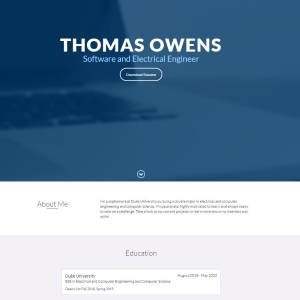 THOMAS OWENS
Software and Electrical Engineer
Download Resume
About Me
I'm a sophomore at Duke University pursuing a double major in electrical and computer
engineering and computer science. I'm passionate, highly motivated to learn, and always ready
to take on a challenge. Take a look at my current projects or learn more about my interests and
skills.
Education
Duke University
August 2018 - May 2022
BSE in Electrical and Computer Engineering and Computer Science
Dean's List Fall 2018, Spring 2019